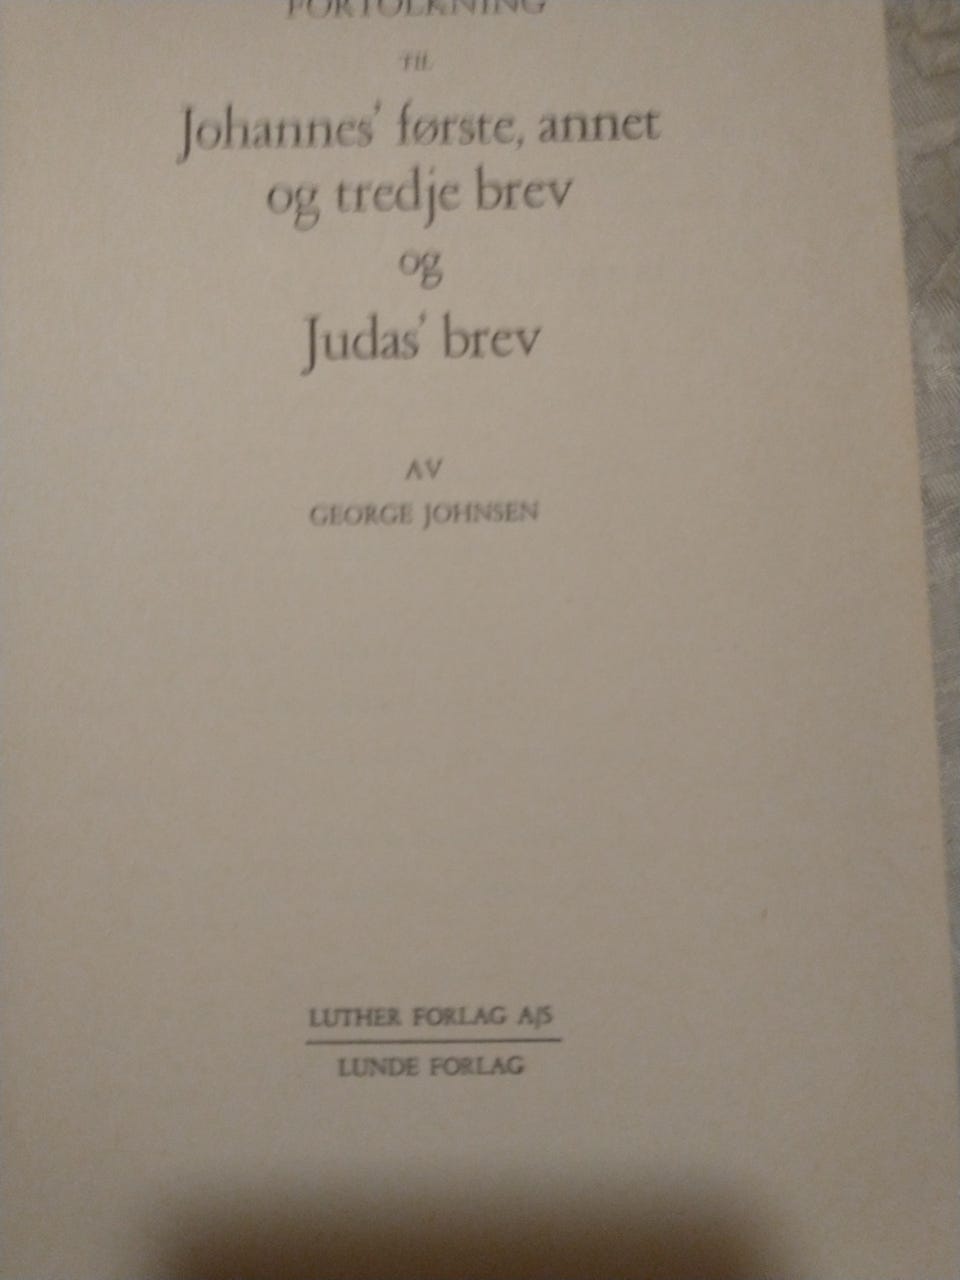 FORTOLKNING
TIL
Johannes' første, annet
og tredje brev
og
Judas' brev
AV
GEORGE JOHNSEN
LUTHER FORLAG A/S
LUNDE FORLAG